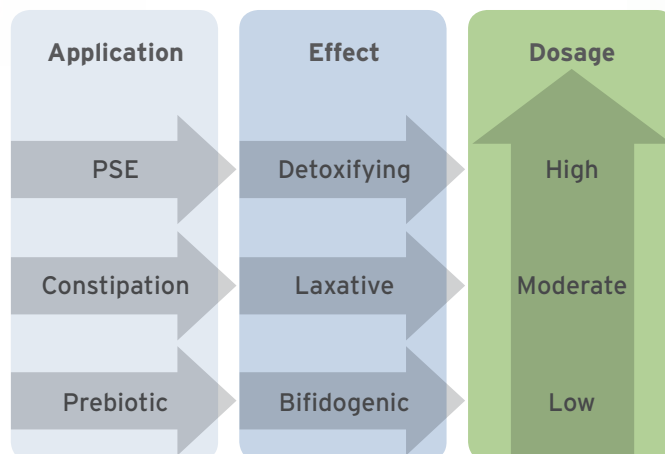 Application Effect Dosage
PSE Detoxifying High
Constipation Laxative Moderate
Prebiotic Bifidogenic Low